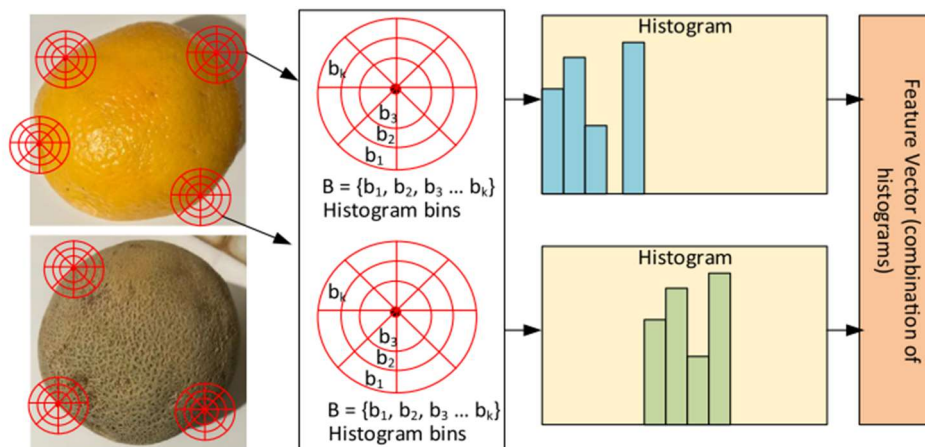 b_k
b_3
b_2
b_1
B = {b_1, b_2, b_3 ... b_k}
Histogram bins
b_k
b_3
b_2
b_1
B = {b_1, b_2, b_3 ... b_k}
Histogram bins
Histogram
Histogram
Feature Vector (combination of
histograms)